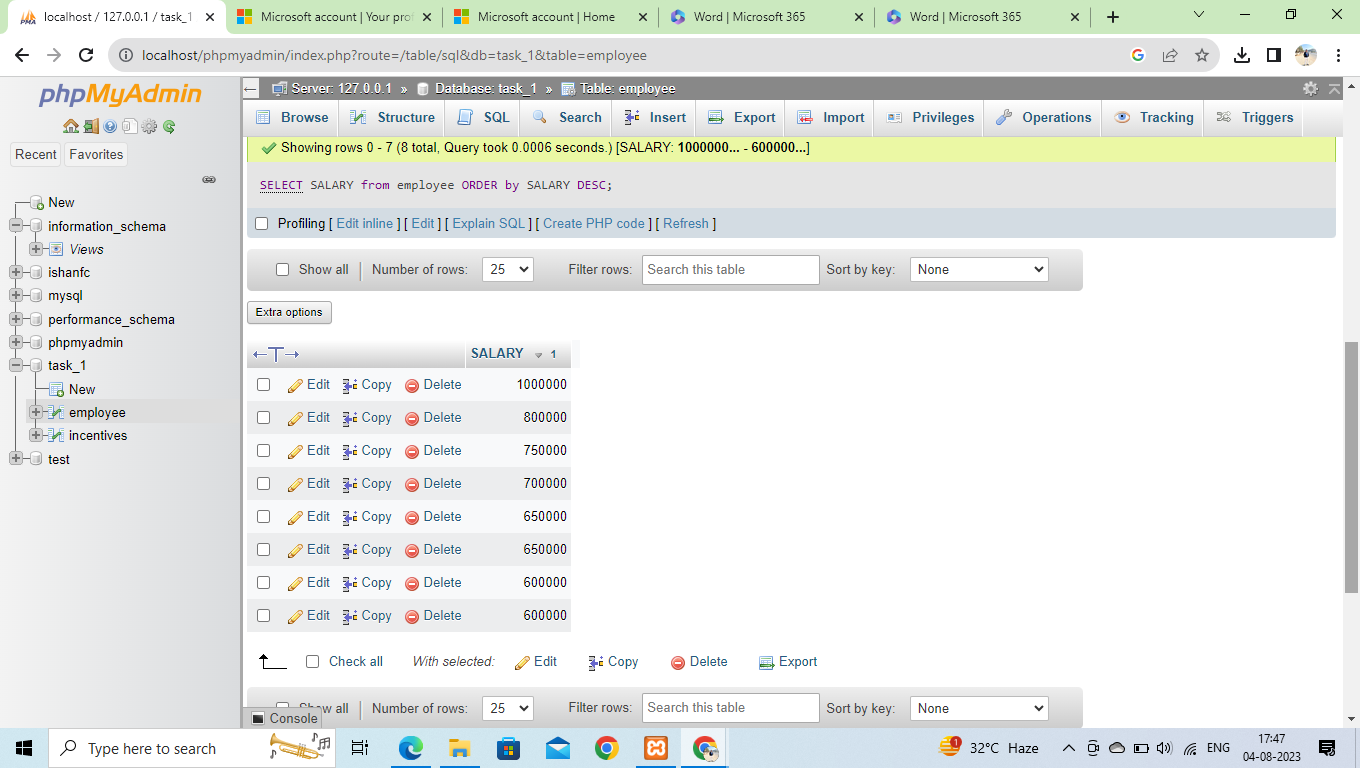 localhost / 127.0.0.1 / task_1
Microsoft account | Your prof
Microsoft account | Home
Word | Microsoft 365
Word | Microsoft 365
localhost/phpmyadmin/index.php?route=/table/sql&db=task_1&table=employee
phpMyAdmin
Recent
Favorites
New
information_schema
Views
ishanfc
mysql
performance_schema
phpmyadmin
task_1
New
employee
incentives
test
Server: 127.0.0.1 » Database: task_1 » Table: employee
Browse Structure SQL Search Insert Export Import Privileges Operations Tracking Triggers
Showing rows 0 - 7 (8 total, Query took 0.0006 seconds.) [SALARY: 1000000... - 600000...]
SELECT SALARY from employee ORDER by SALARY DESC;
Profiling [ Edit inline ] [ Edit ] [ Explain SQL ] [ Create PHP code ] [ Refresh ]
Show all Number of rows: 25 Filter rows: Search this table Sort by key: None
Extra options
←T→ SALARY 1
Edit Copy Delete 1000000
Edit Copy Delete 800000
Edit Copy Delete 750000
Edit Copy Delete 700000
Edit Copy Delete 650000
Edit Copy Delete 650000
Edit Copy Delete 600000
Edit Copy Delete 600000
Check all With selected: Edit Copy Delete Export
Show all Number of rows: 25 Filter rows: Search this table Sort by key: None
Console
Type here to search
1
32°C Haze
ENG
17:47
04-08-2023